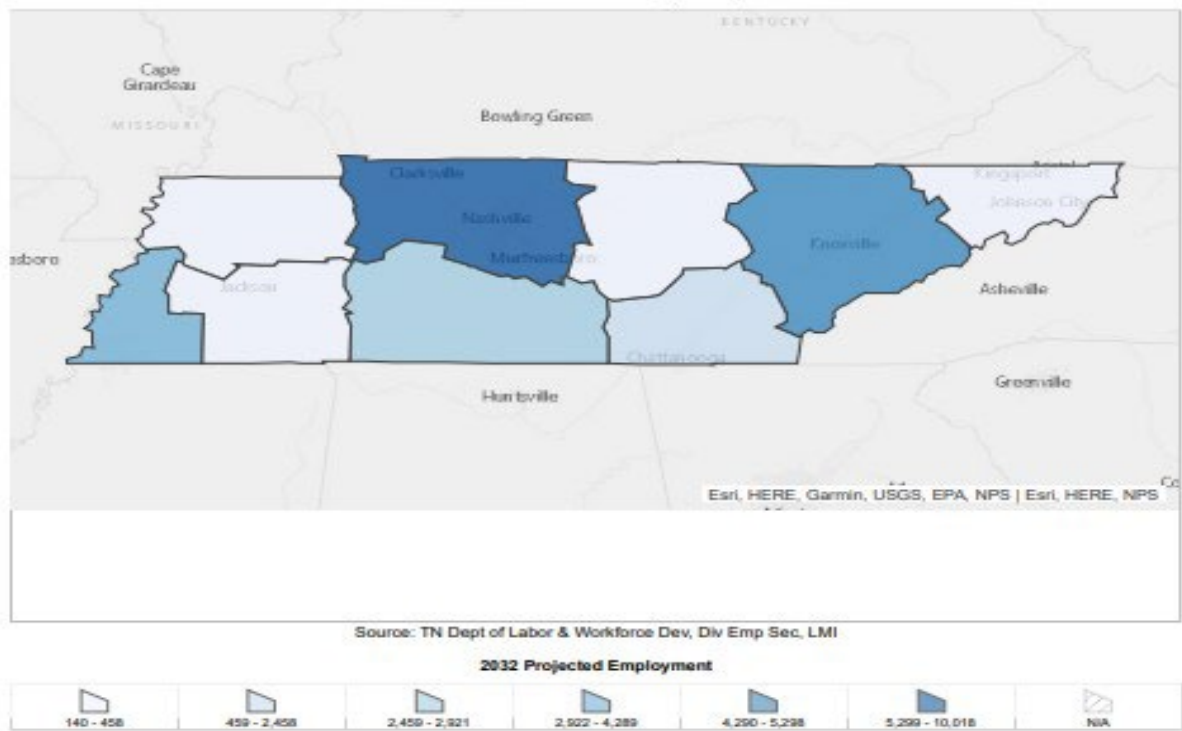 KENTUCKY
Cape
Girardeau
MISSOURI
Bowling Green
Clarksville
Kingsport
Johnson City
Nashville
Knoxville
Murfreesboro
esboro
Jackson
Asheville
Chattanooga
Huntsville
Greenville
Esri, HERE, Garmin, USGS, EPA, NPS | Esri, HERE, NPS
Source: TN Dept of Labor & Workforce Dev, Div Emp Sec, LMI
2032 Projected Employment
140 - 458
459 - 2,458
2,459 - 2,921
2,922 - 4,289
4,290 - 5,298
5,299 - 10,018
N/A